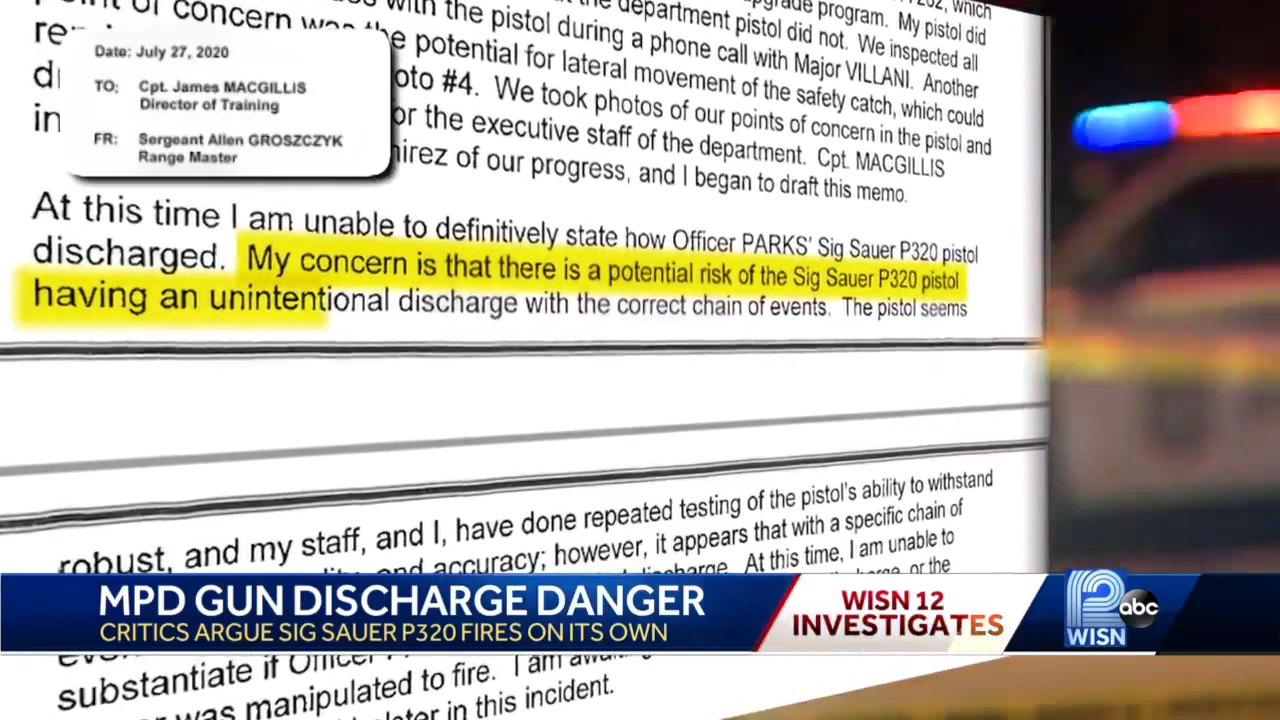 of concern was the
with the pistol during a phone call with Major VILLANI. Another
department pistol did not. We inspected all
upgrade program. My pistol did
which
potential for lateral movement of the safety catch, which could
oto #4. We took photos of our points of concern in the pistol and
or the executive staff of the department. Cpt. MACGILLIS
of our progress, and I began to draft this memo.
Date: July 27, 2020
TO: Cpt. James MACGILLIS
Director of Training
FR: Sergeant Allen GROSZCZYK
Range Master
At this time I am unable to definitively state how Officer PARKS' Sig Sauer P320 pistol
discharged. My concern is that there is a potential risk of the Sig Sauer P320 pistol
having an unintentional discharge with the correct chain of events. The pistol seems
robust, and my staff, and I, have done repeated testing of the pistol's ability to withstand
and accuracy; however, it appears that with a specific chain of
At this time, I am unable to
or the
MPD GUN DISCHARGE DANGER
CRITICS ARGUE SIG SAUER P320 FIRES ON ITS OWN
WISN 12
INVESTIGATES
12
abc
WISN
substantiate if
was manipulated to fire. I am
in this incident.